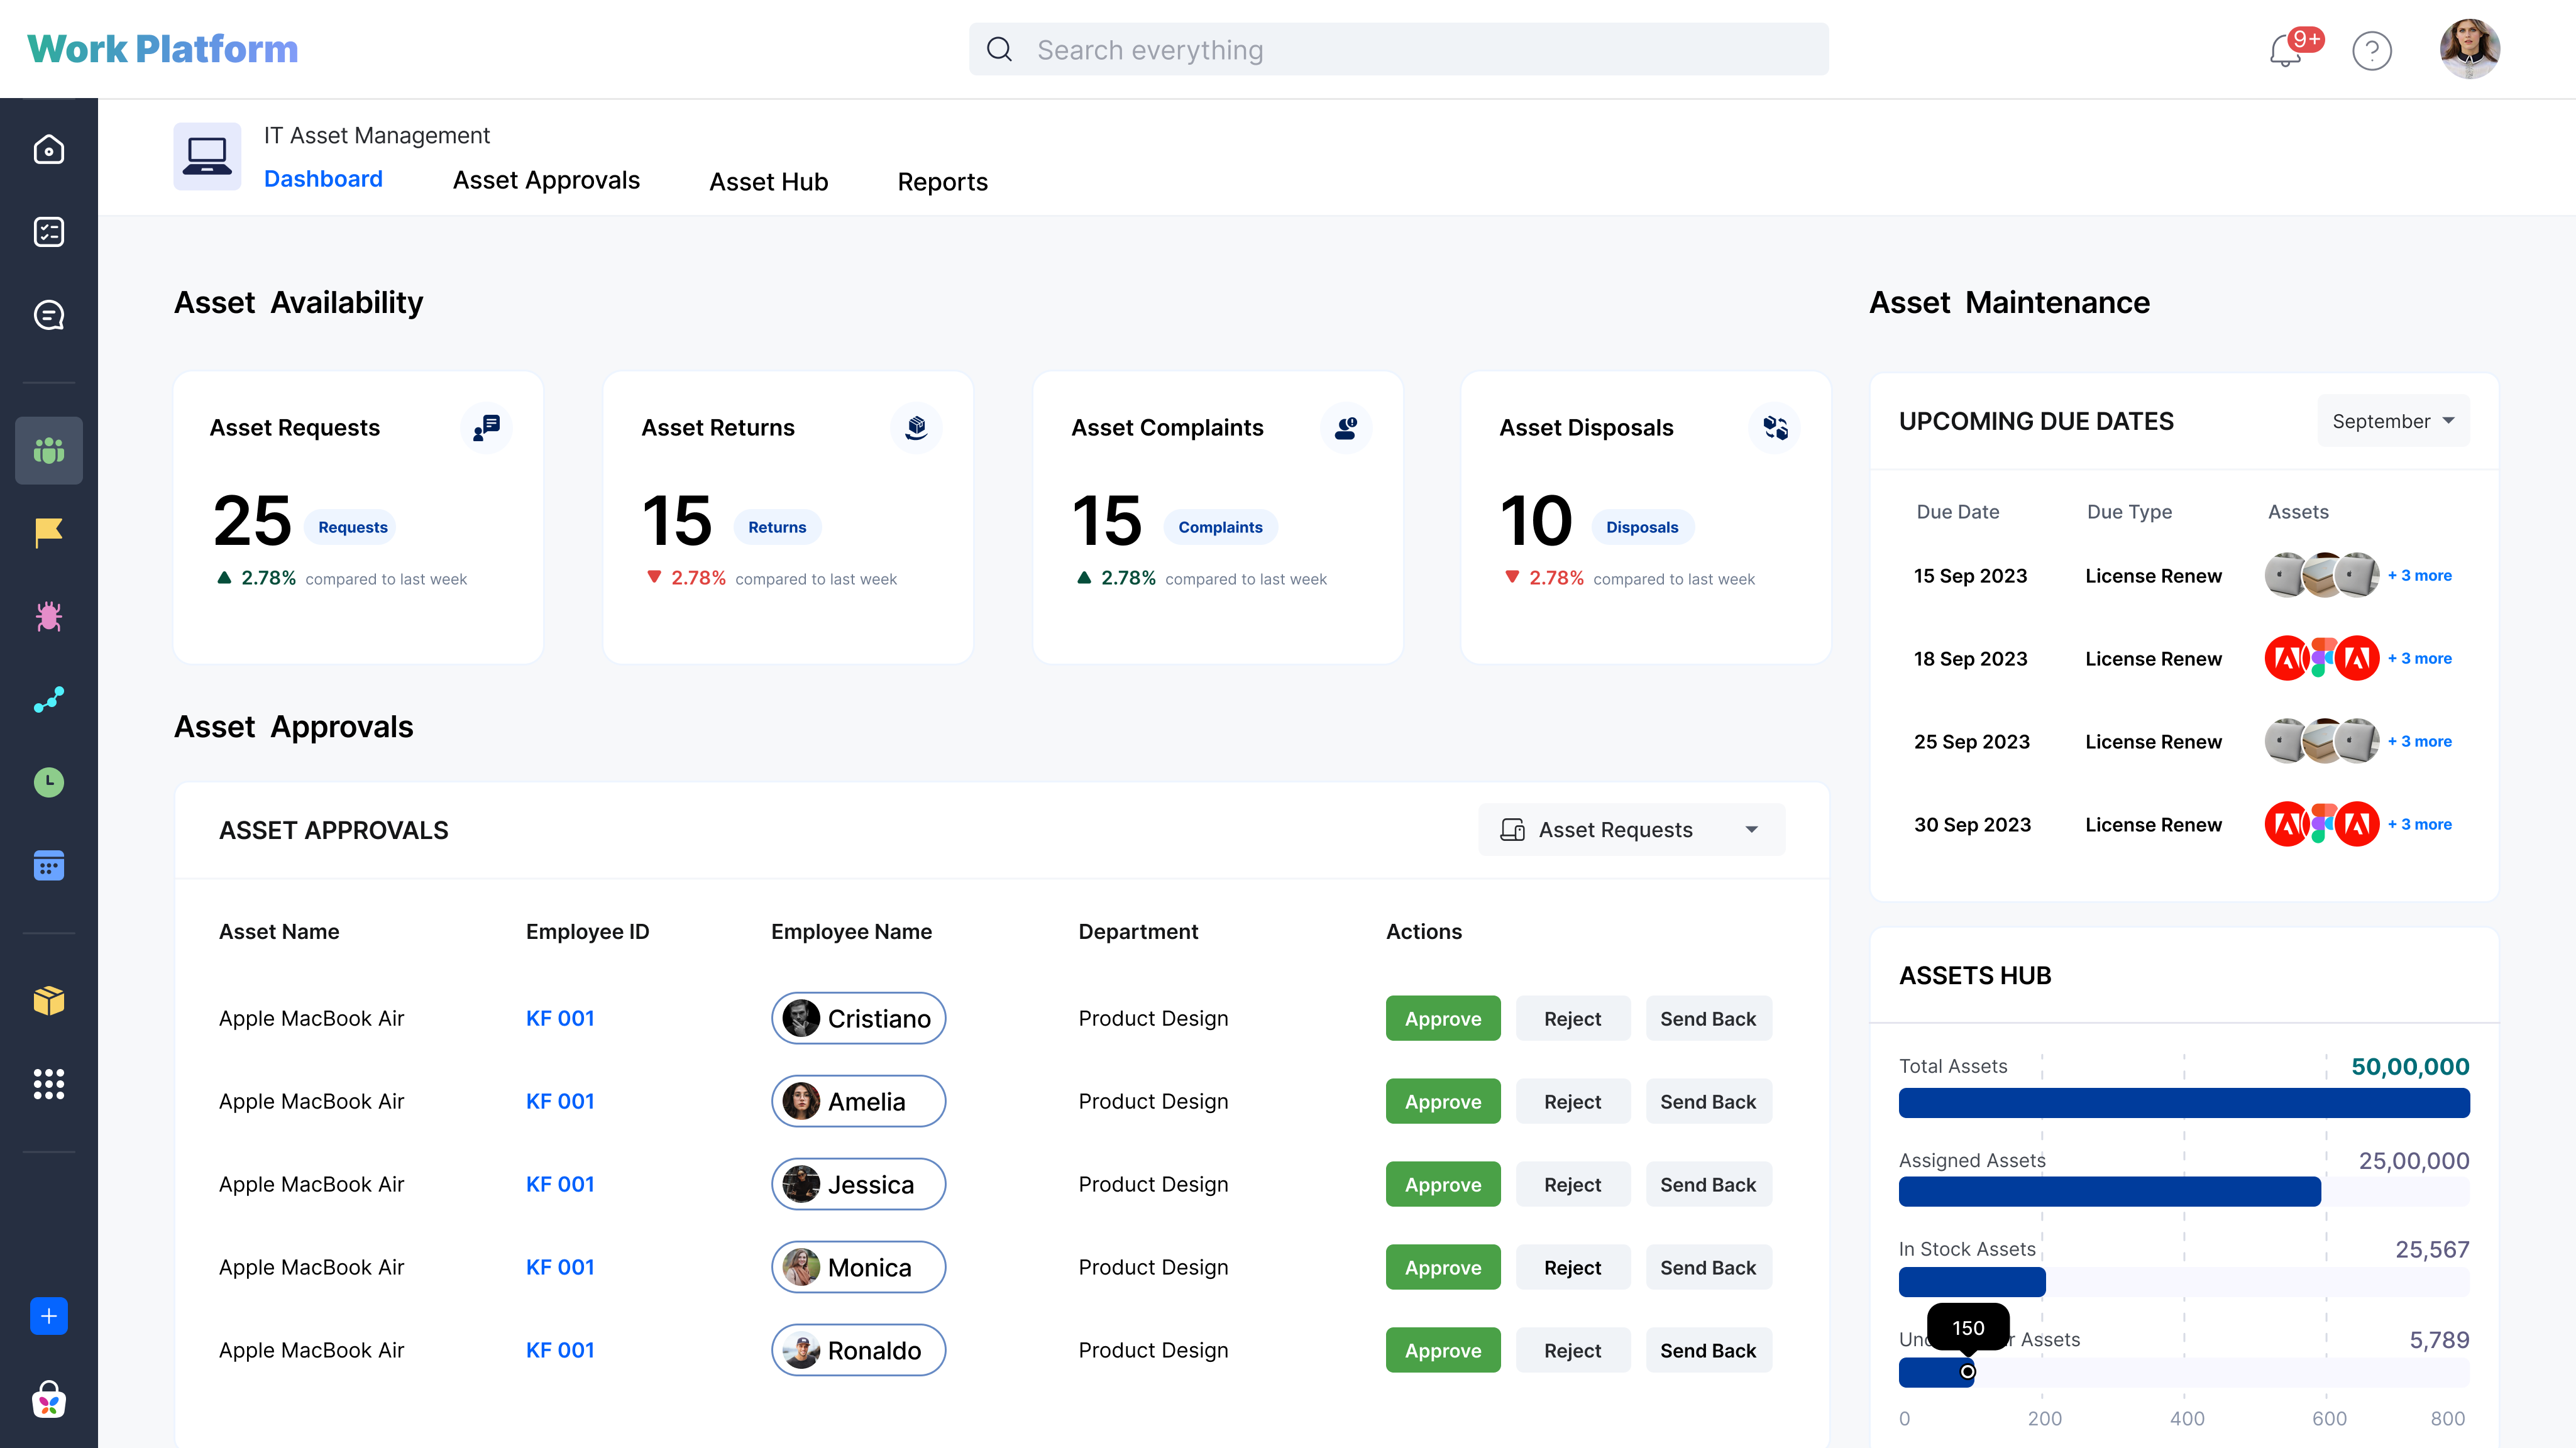 Work Platform
Search everything
9+
IT Asset Management
Dashboard
Asset Approvals
Asset Hub
Reports
Asset Availability
Asset Requests
25
Requests
2.78% compared to last week
Asset Returns
15
Returns
2.78% compared to last week
Asset Complaints
15
Complaints
2.78% compared to last week
Asset Disposals
10
Disposals
2.78% compared to last week
Asset Approvals
ASSET APPROVALS
Asset Requests
Asset Name Employee ID Employee Name Department Actions
Apple MacBook Air KF 001 Cristiano Product Design Approve Reject Send Back
Apple MacBook Air KF 001 Amelia Product Design Approve Reject Send Back
Apple MacBook Air KF 001 Jessica Product Design Approve Reject Send Back
Apple MacBook Air KF 001 Monica Product Design Approve Reject Send Back
Apple MacBook Air KF 001 Ronaldo Product Design Approve Reject Send Back
Asset Maintenance
UPCOMING DUE DATES
September
Due Date Due Type Assets
15 Sep 2023 License Renew + 3 more
18 Sep 2023 License Renew + 3 more
25 Sep 2023 License Renew + 3 more
30 Sep 2023 License Renew + 3 more
ASSETS HUB
Total Assets 50,00,000
Assigned Assets 25,00,000
In Stock Assets 25,567
150
Assets 5,789
0 200 400 600 800